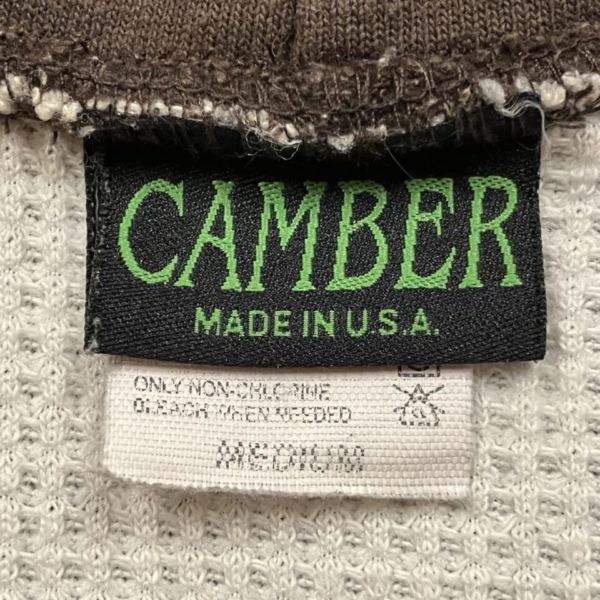 CAMBER
MADE IN U.S.A.
ONLY NON-CHLORINE
BLEACH WHEN NEEDED
MEDIUM